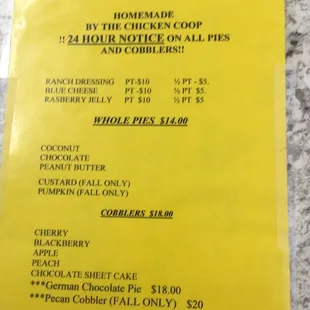 HOMEMADE
BY THE CHICKEN COOP
!! 24 HOUR NOTICE ON ALL PIES
AND COBBLERS!!
RANCH DRESSING PT-$10 ½ PT - $5.
BLUE CHEESE PT -$10 ½ PT $5.
RASBERRY JELLY PT $10 ½ PT $5
WHOLE PIES $14.00
COCONUT
CHOCOLATE
PEANUT BUTTER
CUSTARD (FALL ONLY)
PUMPKIN (FALL ONLY)
COBBLERS $18.00
CHERRY
BLACKBERRY
APPLE
PEACH
CHOCOLATE SHEET CAKE
***German Chocolate Pie $18.00
***Pecan Cobbler (FALL ONLY) $20